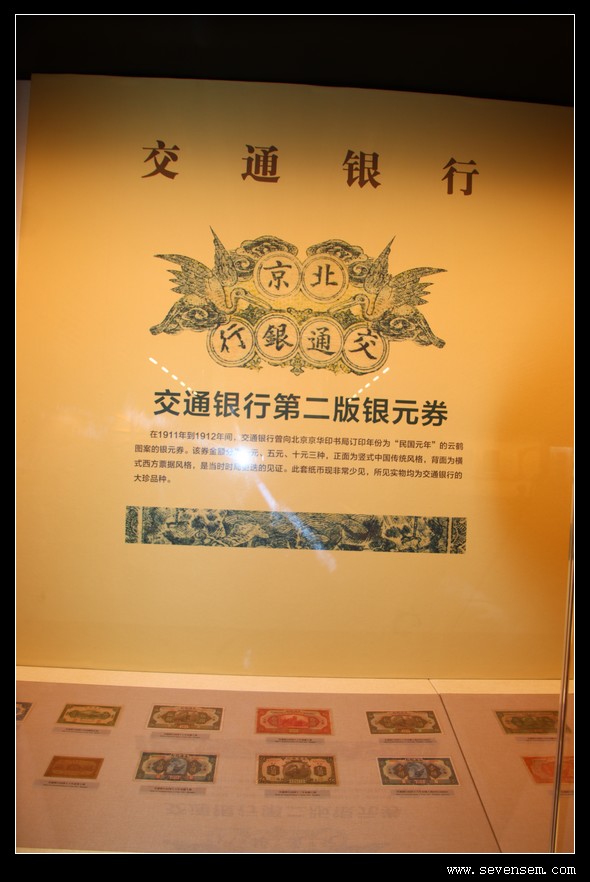 交通银行
北京
交通銀行
交通银行第二版银元券
在1911年到1912年间，交通银行曾向北京京华印书局订印年份为“民国元年”的云鹤
图案的银元券。该券金额 元、五元、十元三种，正面为竖式中国传统风格，背面为横
式西方票据风格，是当时时 迭的见证。此套纸币现非常少见，所见实物均为交通银行的
大珍品种。
www.sevensem.com